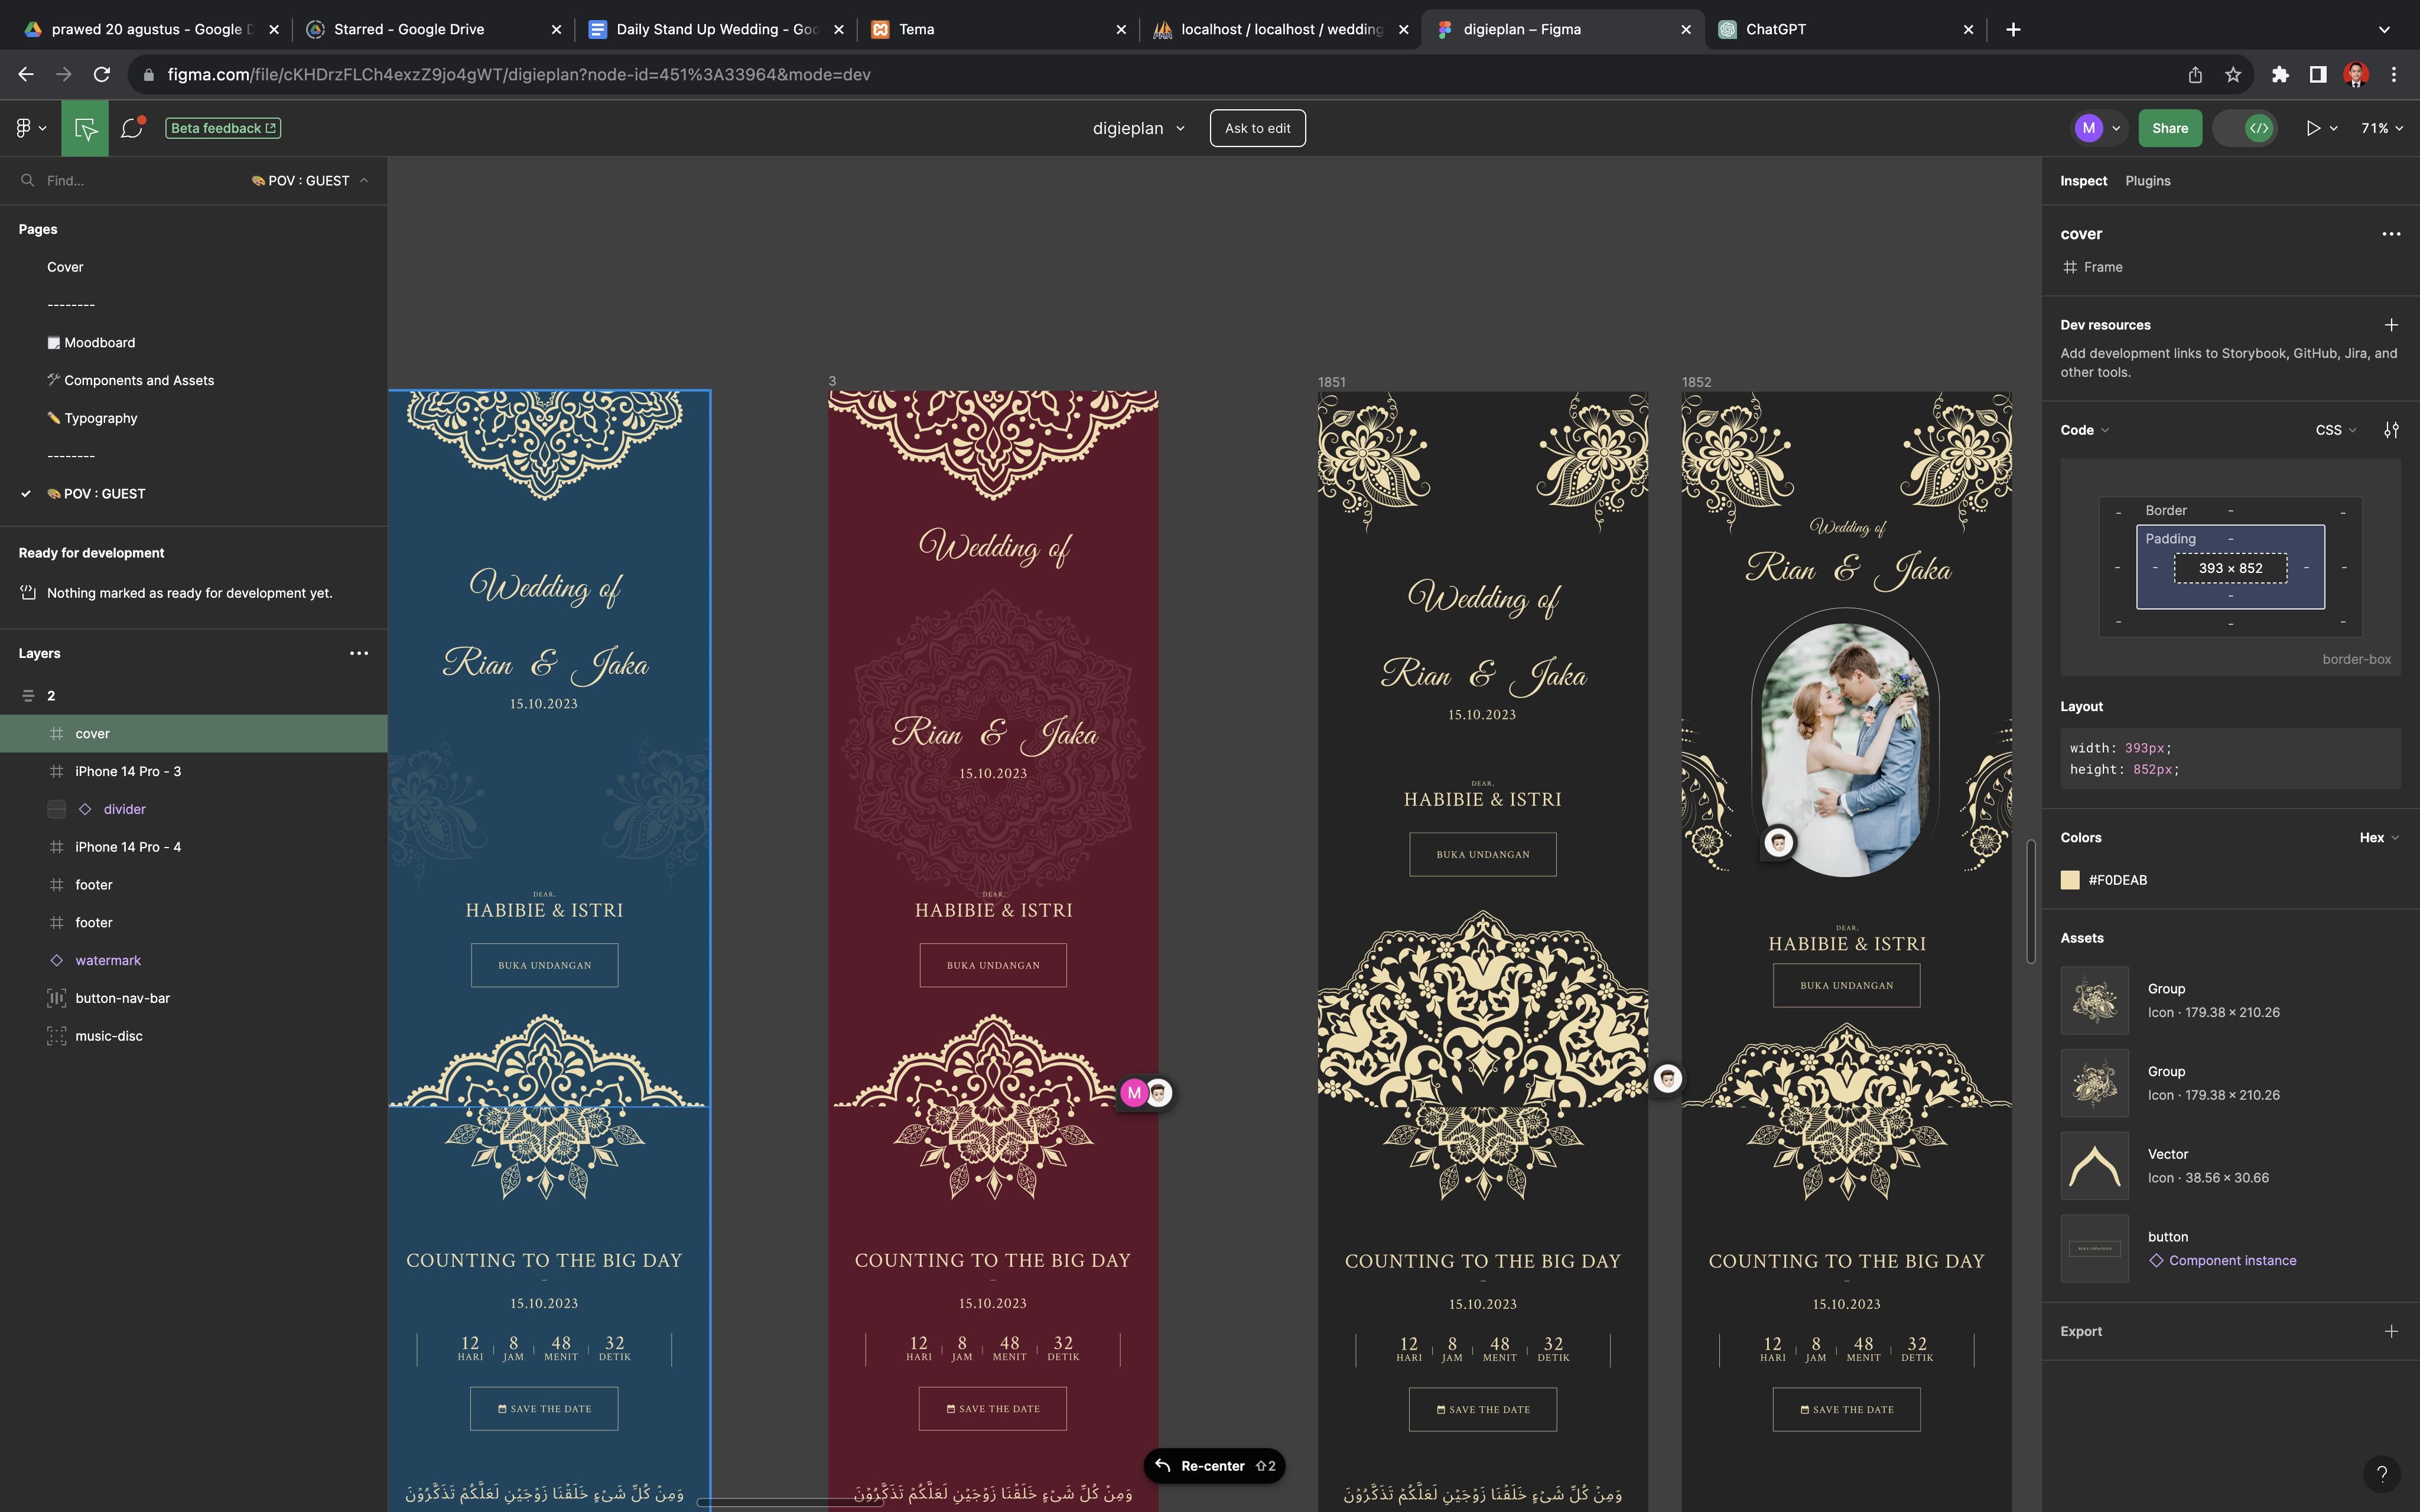 prawed 20 agustus - Google D
Starred - Google Drive
Daily Stand Up Wedding - Goo
Tema
localhost / localhost / wedding
digieplan – Figma
ChatGPT
figma.com/file/cKHDrzFLCh4exzZ9jo4gWT/digieplan?node-id=451%3A33964&mode=dev
Beta feedback
digieplan
Ask to edit
M
Share
71%
Find...
🎨 POV : GUEST
Pages
Cover
--------
Moodboard
🛠 Components and Assets
✏️ Typography
--------
🎨 POV : GUEST
Ready for development
Nothing marked as ready for development yet.
Layers
2
cover
iPhone 14 Pro - 3
divider
iPhone 14 Pro - 4
footer
footer
watermark
button-nav-bar
music-disc
Wedding of
Rian & Jaka
15.10.2023
DEAR,
HABIBIE & ISTRI
BUKA UNDANGAN
COUNTING TO THE BIG DAY
15.10.2023
12 8 48 32
HARI JAM MENIT DETIK
SAVE THE DATE
وَمِنْ كُلِّ شَيْءٍ خَلَقْنَا زَوْجَيْنِ لَعَلَّكُمْ تَذَكَّرُوْنَ
3
Wedding of
Rian & Jaka
15.10.2023
DEAR,
HABIBIE & ISTRI
BUKA UNDANGAN
M
COUNTING TO THE BIG DAY
15.10.2023
12 8 48 32
HARI JAM MENIT DETIK
SAVE THE DATE
وَمِنْ كُلِّ شَيْءٍ خَلَقْنَا زَوْجَيْنِ لَعَلَّكُمْ تَذَكَّرُوْنَ
Re-center ⇧2
1851
Wedding of
Rian & Jaka
15.10.2023
DEAR,
HABIBIE & ISTRI
BUKA UNDANGAN
COUNTING TO THE BIG DAY
15.10.2023
12 8 48 32
HARI JAM MENIT DETIK
SAVE THE DATE
وَمِنْ كُلِّ شَيْءٍ خَلَقْنَا زَوْجَيْنِ لَعَلَّكُمْ تَذَكَّرُوْنَ
1852
Wedding of
Rian & Jaka
DEAR,
HABIBIE & ISTRI
BUKA UNDANGAN
COUNTING TO THE BIG DAY
15.10.2023
12 8 48 32
HARI JAM MENIT DETIK
SAVE THE DATE
وَمِنْ كُلِّ شَيْءٍ خَلَقْنَا زَوْجَيْنِ لَعَلَّكُمْ تَذَكَّرُوْنَ
Inspect
Plugins
cover
Frame
Dev resources
Add development links to Storybook, GitHub, Jira, and
other tools.
Code
CSS
Border
Padding
393 × 852
border-box
Layout
width: 393px;
height: 852px;
Colors
Hex
#F0DEAB
Assets
Group
Icon · 179.38 × 210.26
Group
Icon · 179.38 × 210.26
Vector
Icon · 38.56 × 30.66
BUKA UNDANGAN
button
Component instance
Export
?